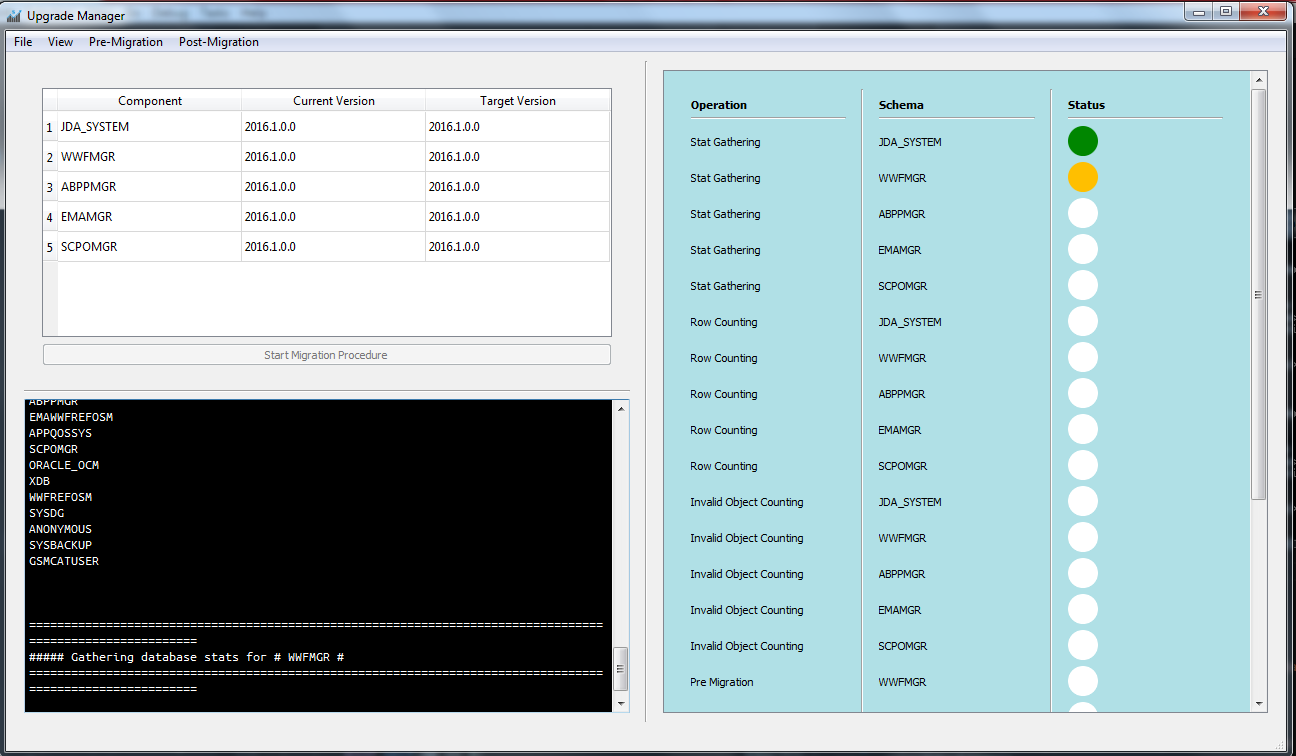 Upgrade Manager
File View Pre-Migration Post-Migration
Component Current Version Target Version
1 JDA_SYSTEM 2016.1.0.0 2016.1.0.0
2 WWFMGR 2016.1.0.0 2016.1.0.0
3 ABPPMGR 2016.1.0.0 2016.1.0.0
4 EMAMGR 2016.1.0.0 2016.1.0.0
5 SCPOMGR 2016.1.0.0 2016.1.0.0
Start Migration Procedure
ABPPMGR
EMAWWFREFOSM
APPQOSSYS
SCPOMGR
ORACLE_OCM
XDB
WWFREFOSM
SYSDG
ANONYMOUS
SYSBACKUP
GSMCATUSER
==================================================================================
========================
##### Gathering database stats for # WWFMGR #
==================================================================================
========================
Operation Schema Status
Stat Gathering JDA_SYSTEM
Stat Gathering WWFMGR
Stat Gathering ABPPMGR
Stat Gathering EMAMGR
Stat Gathering SCPOMGR
Row Counting JDA_SYSTEM
Row Counting WWFMGR
Row Counting ABPPMGR
Row Counting EMAMGR
Row Counting SCPOMGR
Invalid Object Counting JDA_SYSTEM
Invalid Object Counting WWFMGR
Invalid Object Counting ABPPMGR
Invalid Object Counting EMAMGR
Invalid Object Counting SCPOMGR
Pre Migration WWFMGR